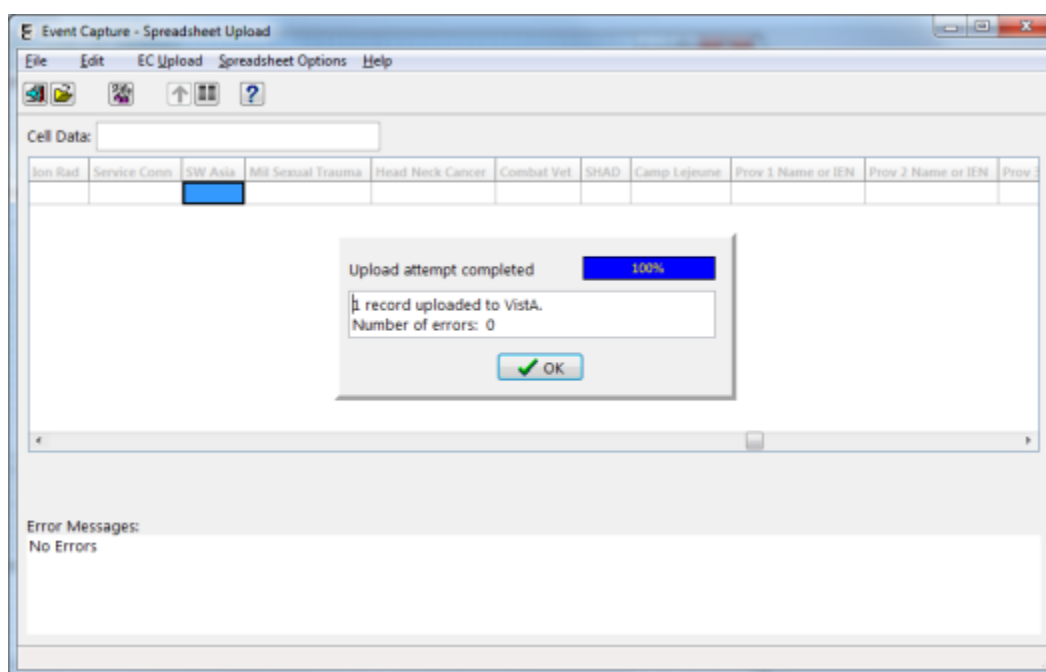 Event Capture - Spreadsheet Upload
File Edit EC Upload Spreadsheet Options Help
Cell Data:
Ion Rad Service Conn SW Asia Mil Sexual Trauma Head Neck Cancer Combat Vet SHAD Camp Lejeune Prov 1 Name or IEN Prov 2 Name or IEN Prov
Upload attempt completed 100%
1 record uploaded to VistA.
Number of errors: 0
OK
Error Messages:
No Errors